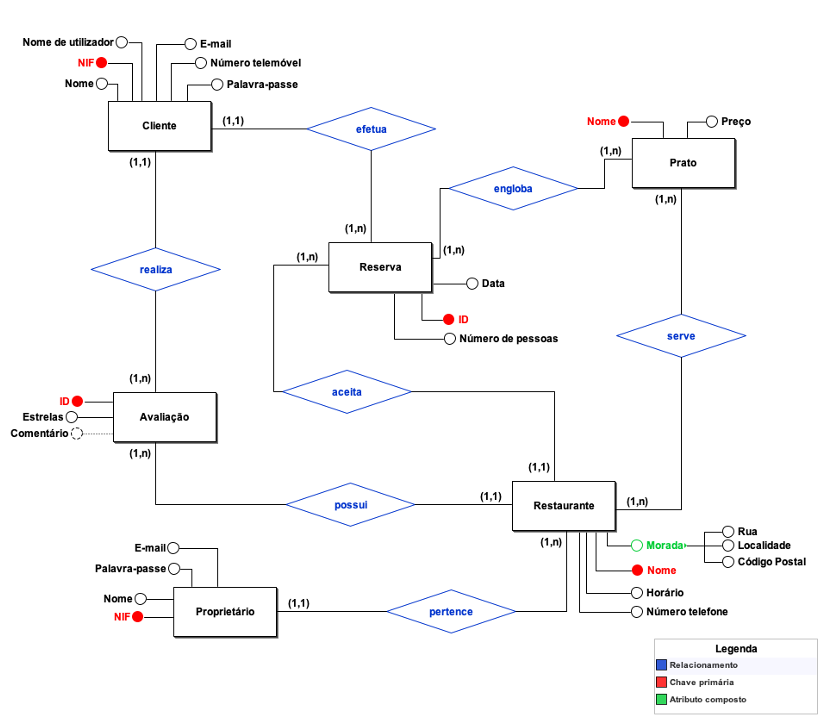 Nome de utilizador
E-mail
NIF
Número telemóvel
Nome
Palavra-passe
Cliente
(1,1)
efetua
Nome
Preço
Prato
(1,n)
(1,1)
engloba
(1,n)
(1,n)
(1,n)
(1,n)
Reserva
realiza
Data
ID
Número de pessoas
serve
(1,n)
aceita
ID
Estrelas
Comentário
Avaliação
(1,n)
(1,1)
(1,1)
possui
Restaurante
(1,n)
(1,n)
Rua
Morada
Localidade
Código Postal
Nome
Horário
Número telefone
E-mail
Palavra-passe
Nome
NIF
Proprietário
(1,1)
pertence
Legenda
Relacionamento
Chave primária
Atributo composto